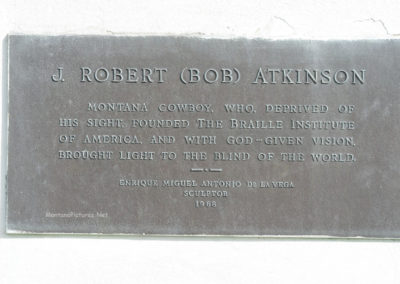 J. ROBERT (BOB) ATKINSON
MONTANA COWBOY, WHO, DEPRIVED OF
HIS SIGHT, FOUNDED THE BRAILLE INSTITUTE
OF AMERICA, AND WITH GOD-GIVEN VISION,
BROUGHT LIGHT TO THE BLIND OF THE WORLD.
ENRIQUE MIGUEL ANTONIO DE LA VEGA
SCULPTOR
1968
MontanaPictures.Net